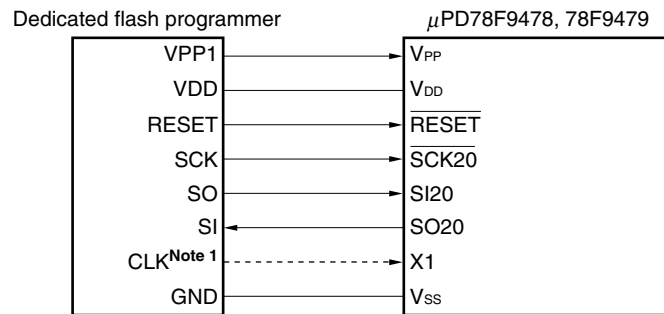 Dedicated flash programmer μPD78F9478, 78F9479
VPP1 VPP
VDD VDD
RESET RESET
SCK SCK20
SO SI20
SI SO20
CLKNote 1 X1
GND VSS